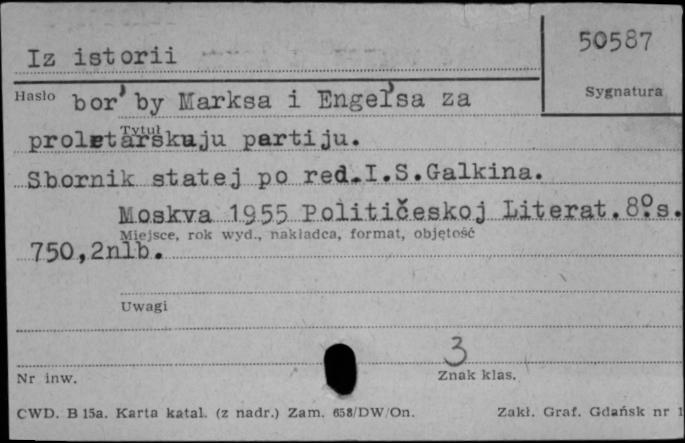 50587
Iz istorii
Sygnatura
Hasło bor'by Marksa i Engel'sa za
Tytuł
proletarskuju partiju.
Sbornik statej po red.I.S.Galkina.
Moskva 1955 Političeskoj Literat.8°.s.
Miejsce, rok wyd., nakładca, format, objętość
750,2nlb.
Uwagi
3
Nr inw.
Znak klas.
CWD. B 15a. Karta katal. (z nadr.) Zam. 658/DW/On.
Zakł. Graf. Gdańsk nr 1